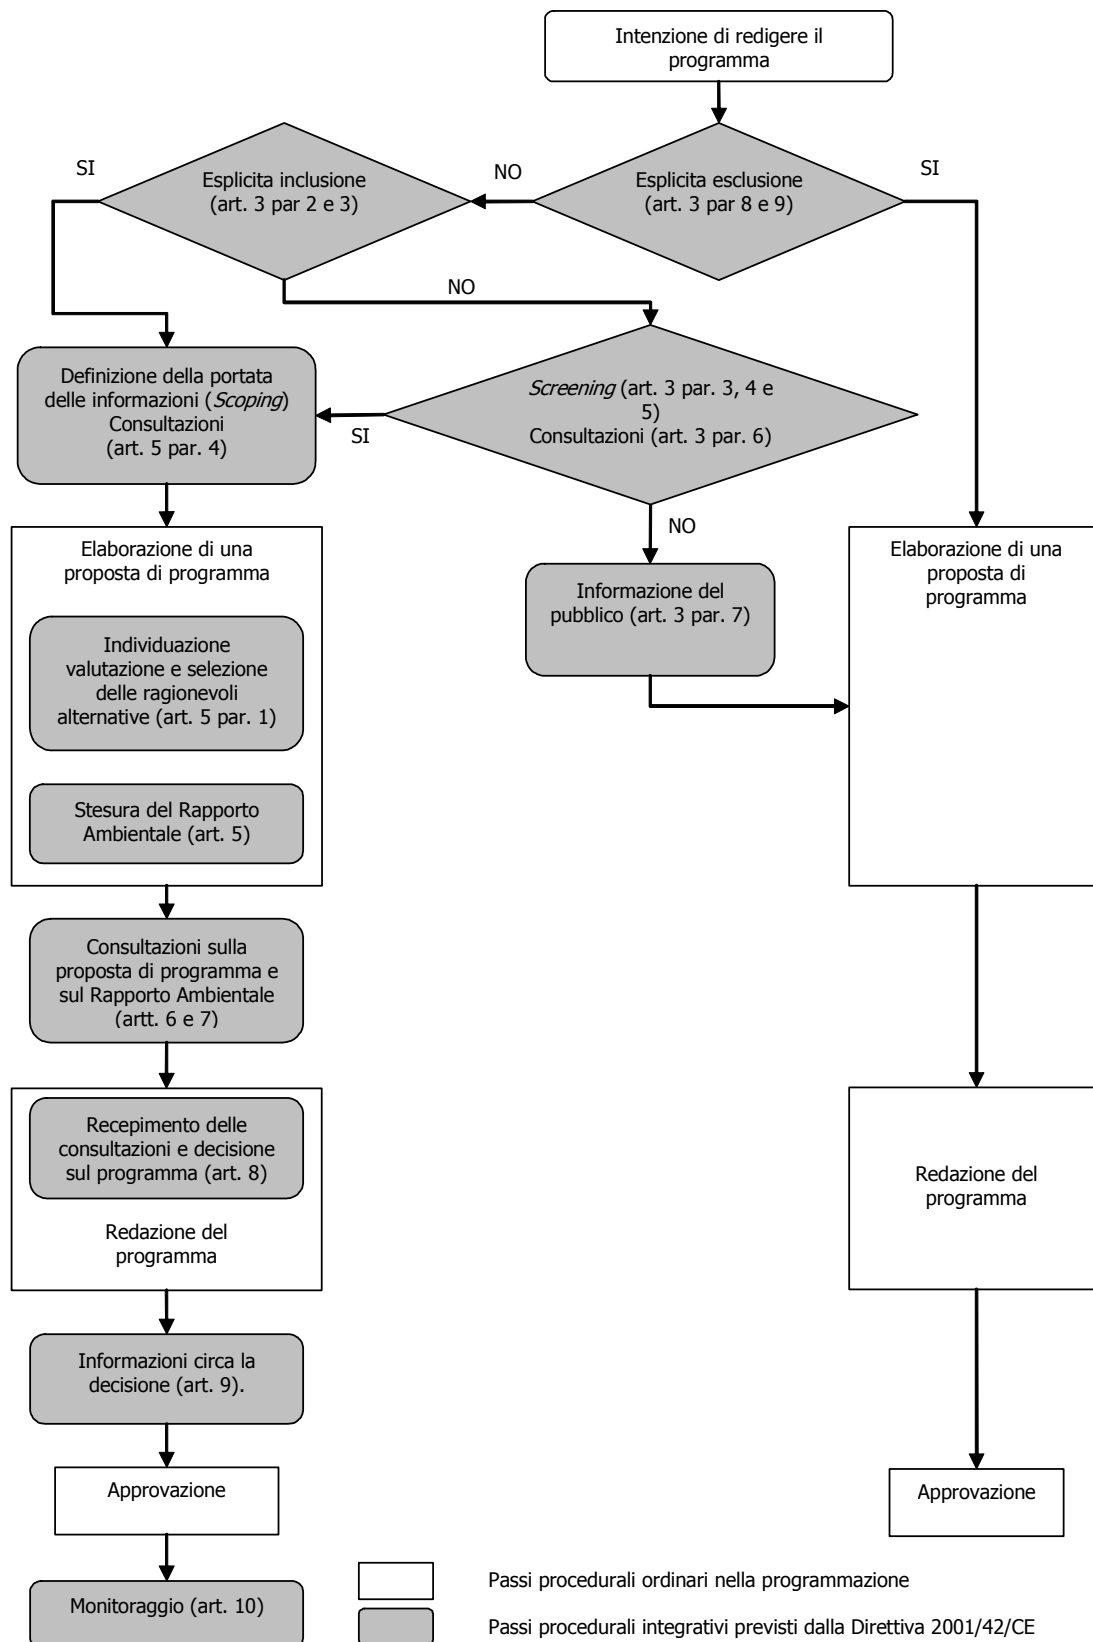 Intenzione di redigere il
programma
SI
Esplicita inclusione
(art. 3 par 2 e 3)
NO
Esplicita esclusione
(art. 3 par 8 e 9)
SI
NO
Definizione della portata
delle informazioni (Scoping)
Consultazioni
(art. 5 par. 4)
SI
Screening (art. 3 par. 3, 4 e
5)
Consultazioni (art. 3 par. 6)
NO
Elaborazione di una
proposta di programma
Informazione del
pubblico (art. 3 par. 7)
Elaborazione di una
proposta di
programma
Individuazione
valutazione e selezione
delle ragionevoli
alternative (art. 5 par. 1)
Stesura del Rapporto
Ambientale (art. 5)
Consultazioni sulla
proposta di programma e
sul Rapporto Ambientale
(artt. 6 e 7)
Recepimento delle
consultazioni e decisione
sul programma (art. 8)
Redazione del
programma
Redazione del
programma
Informazioni circa la
decisione (art. 9).
Approvazione
Approvazione
Monitoraggio (art. 10)
Passi procedurali ordinari nella programmazione
Passi procedurali integrativi previsti dalla Direttiva 2001/42/CE